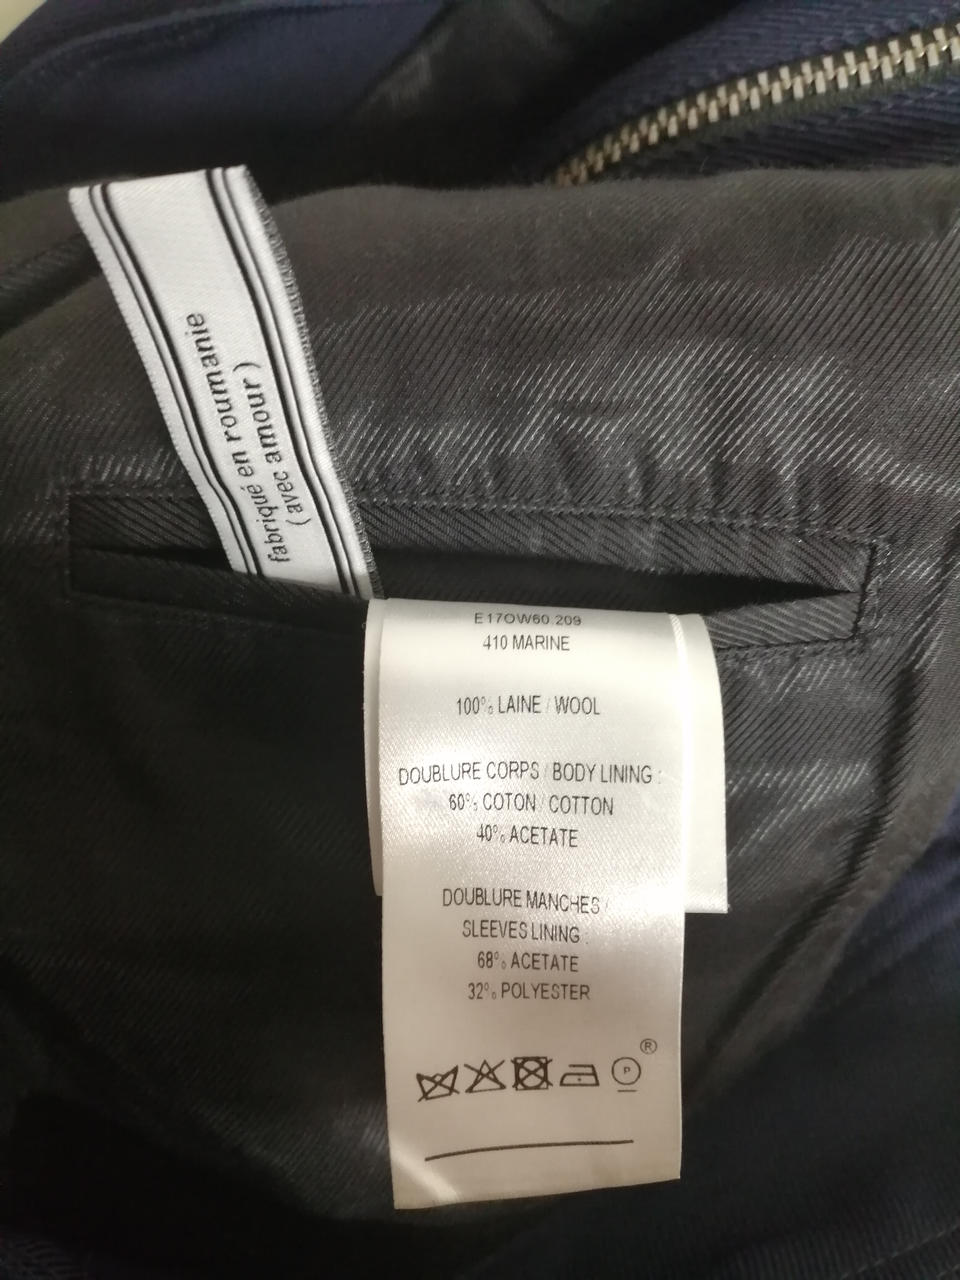 fabriqué en roumanie
( avec amour )
E17OW60.209
410 MARINE
100% LAINE / WOOL
DOUBLURE CORPS / BODY LINING :
60% COTON / COTTON
40% ACETATE
DOUBLURE MANCHES /
SLEEVES LINING :
68% ACETATE
32% POLYESTER
®
P